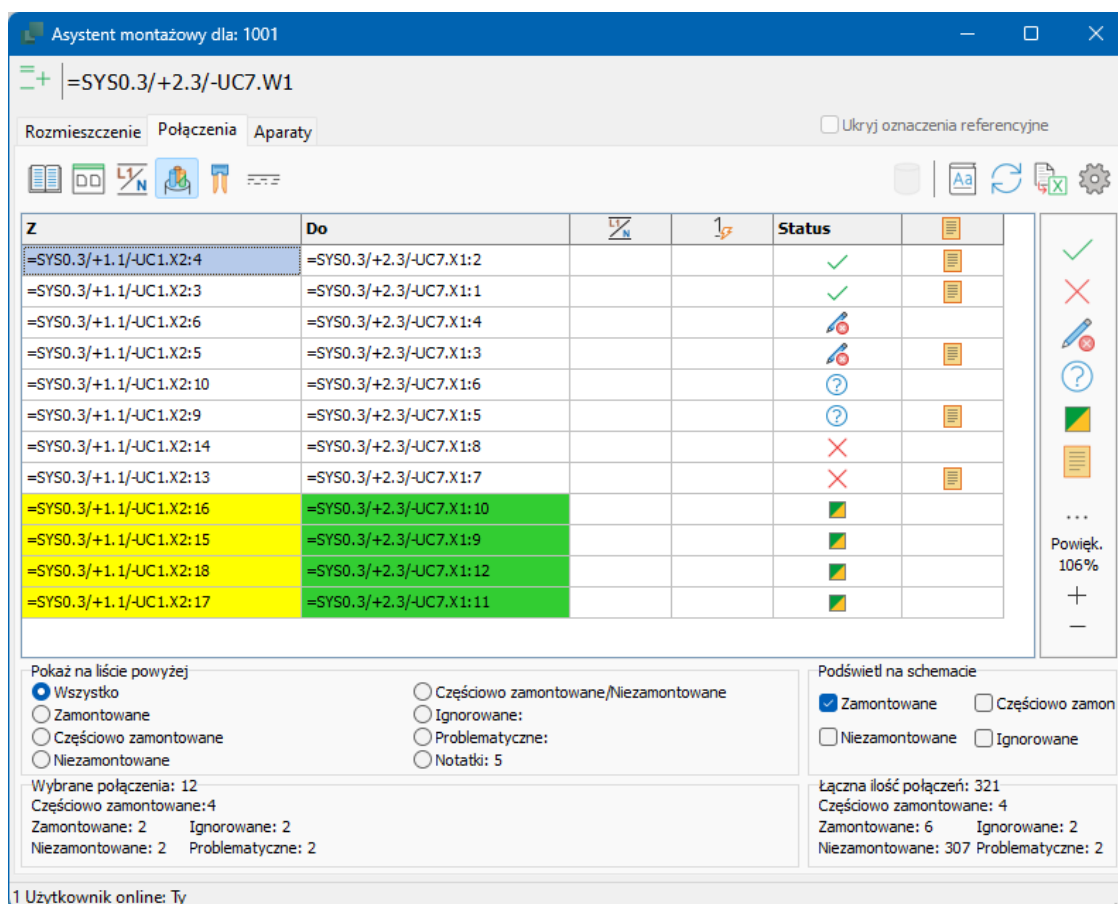 Asystent montażowy dla: 1001
=SYS0.3/+2.3/-UC7.W1
Rozmieszczenie Połączenia Aparaty Ukryj oznaczenia referencyjne
Z Do Status
=SYS0.3/+1.1/-UC1.X2:4 =SYS0.3/+2.3/-UC7.X1:2
=SYS0.3/+1.1/-UC1.X2:3 =SYS0.3/+2.3/-UC7.X1:1
=SYS0.3/+1.1/-UC1.X2:6 =SYS0.3/+2.3/-UC7.X1:4
=SYS0.3/+1.1/-UC1.X2:5 =SYS0.3/+2.3/-UC7.X1:3
=SYS0.3/+1.1/-UC1.X2:10 =SYS0.3/+2.3/-UC7.X1:6
=SYS0.3/+1.1/-UC1.X2:9 =SYS0.3/+2.3/-UC7.X1:5
=SYS0.3/+1.1/-UC1.X2:14 =SYS0.3/+2.3/-UC7.X1:8
=SYS0.3/+1.1/-UC1.X2:13 =SYS0.3/+2.3/-UC7.X1:7
=SYS0.3/+1.1/-UC1.X2:16 =SYS0.3/+2.3/-UC7.X1:10
=SYS0.3/+1.1/-UC1.X2:15 =SYS0.3/+2.3/-UC7.X1:9
=SYS0.3/+1.1/-UC1.X2:18 =SYS0.3/+2.3/-UC7.X1:12
=SYS0.3/+1.1/-UC1.X2:17 =SYS0.3/+2.3/-UC7.X1:11
...
Powięk.
106%
Pokaż na liście powyżej
Wszystko
Zamontowane
Częściowo zamontowane
Niezamontowane
Częściowo zamontowane/Niezamontowane
Ignorowane:
Problematyczne:
Notatki: 5
Podświetl na schemacie
Zamontowane Częściowo zamon
Niezamontowane Ignorowane
Wybrane połączenia: 12
Częściowo zamontowane:4
Zamontowane: 2 Ignorowane: 2
Niezamontowane: 2 Problematyczne: 2
Łączna ilość połączeń: 321
Częściowo zamontowane: 4
Zamontowane: 6 Ignorowane: 2
Niezamontowane: 307 Problematyczne: 2
1 Użytkownik online: Ty